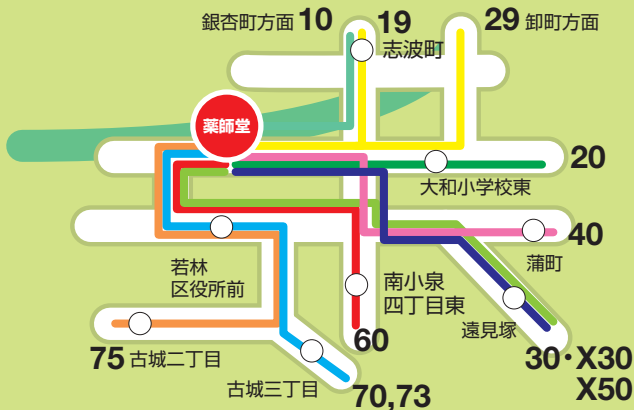 銀杏町方面 10
19
29 卸町方面
志波町
薬師堂
20
大和小学校東
40
蒲町
若林
区役所前
南小泉
四丁目東
遠見塚
60
30・X30
X50
75 古城二丁目
古城三丁目
70,73